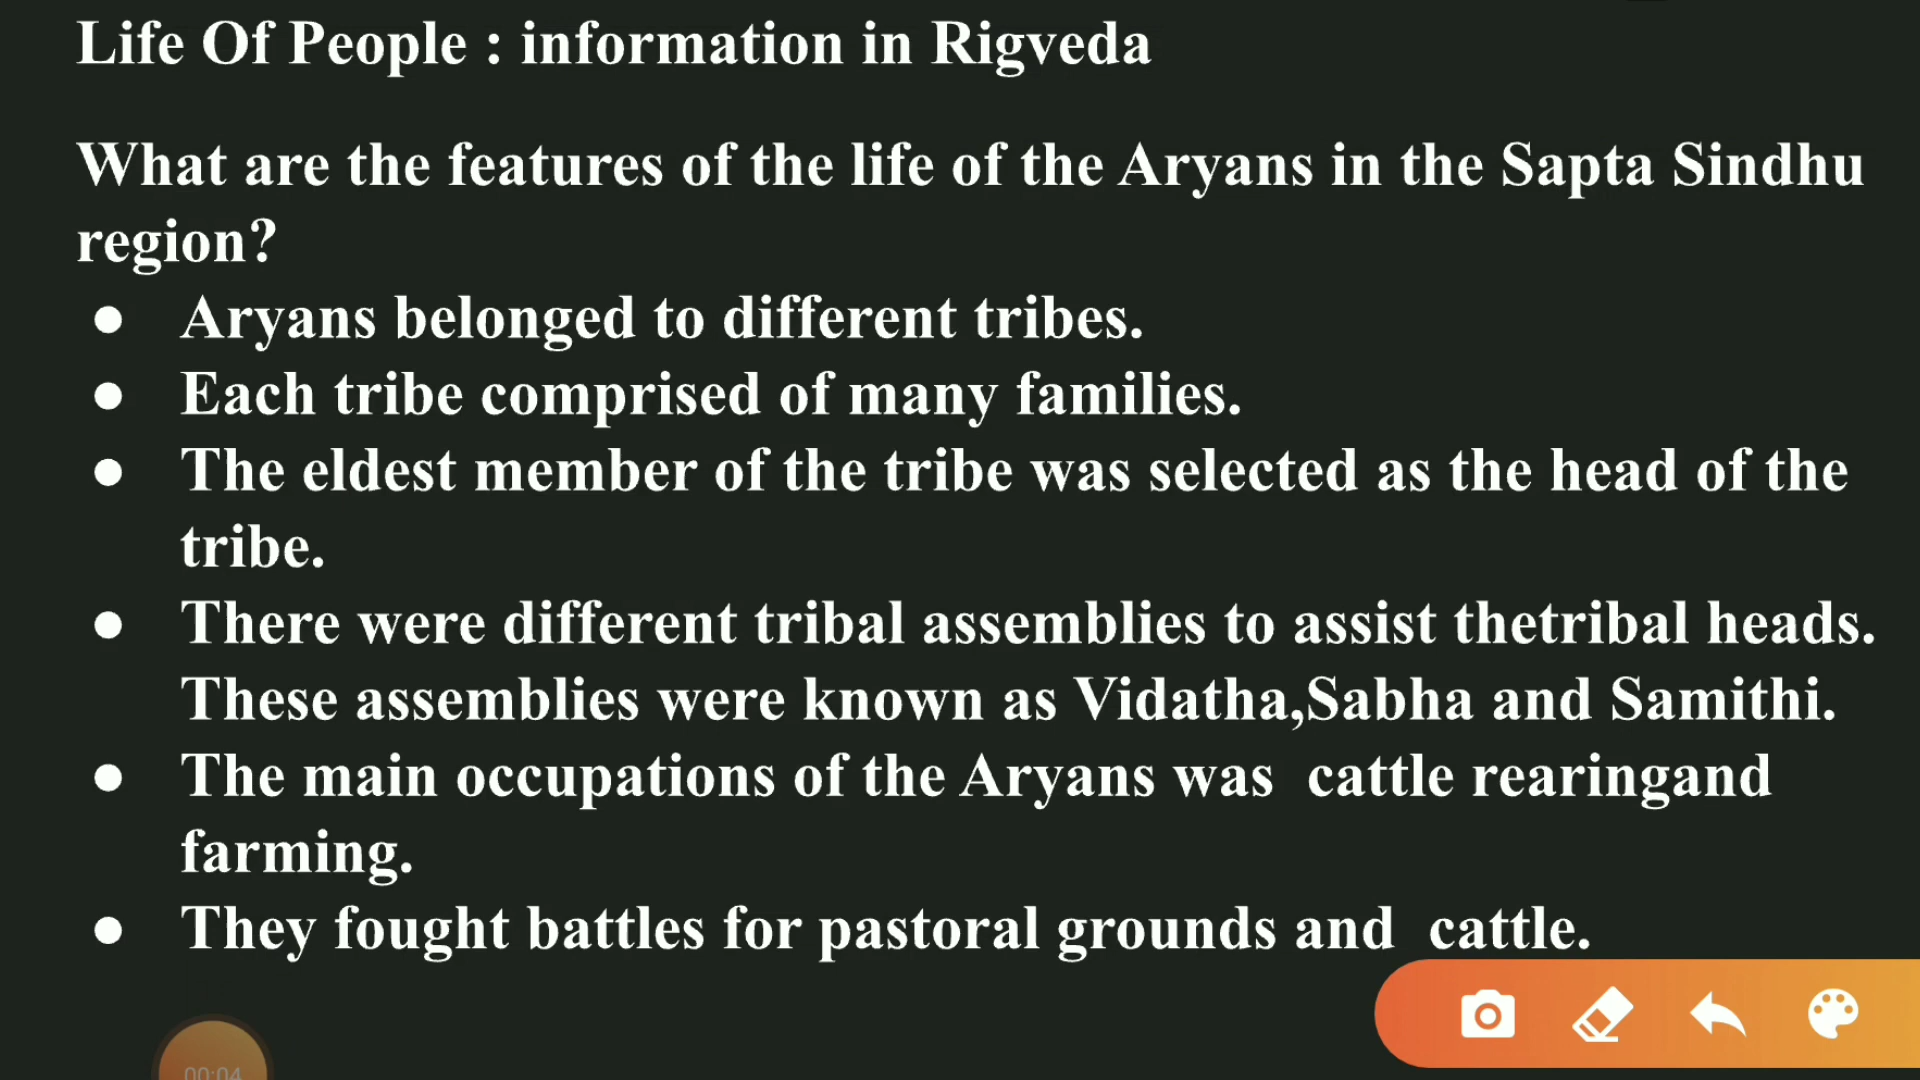 Life Of People : information in Rigveda
What are the features of the life of the Aryans in the Sapta Sindhu
region?
● Aryans belonged to different tribes.
● Each tribe comprised of many families.
● The eldest member of the tribe was selected as the head of the
tribe.
● There were different tribal assemblies to assist thetribal heads.
These assemblies were known as Vidatha,Sabha and Samithi.
● The main occupations of the Aryans was  cattle rearingand
farming.
● They fought battles for pastoral grounds and  cattle.
00:04